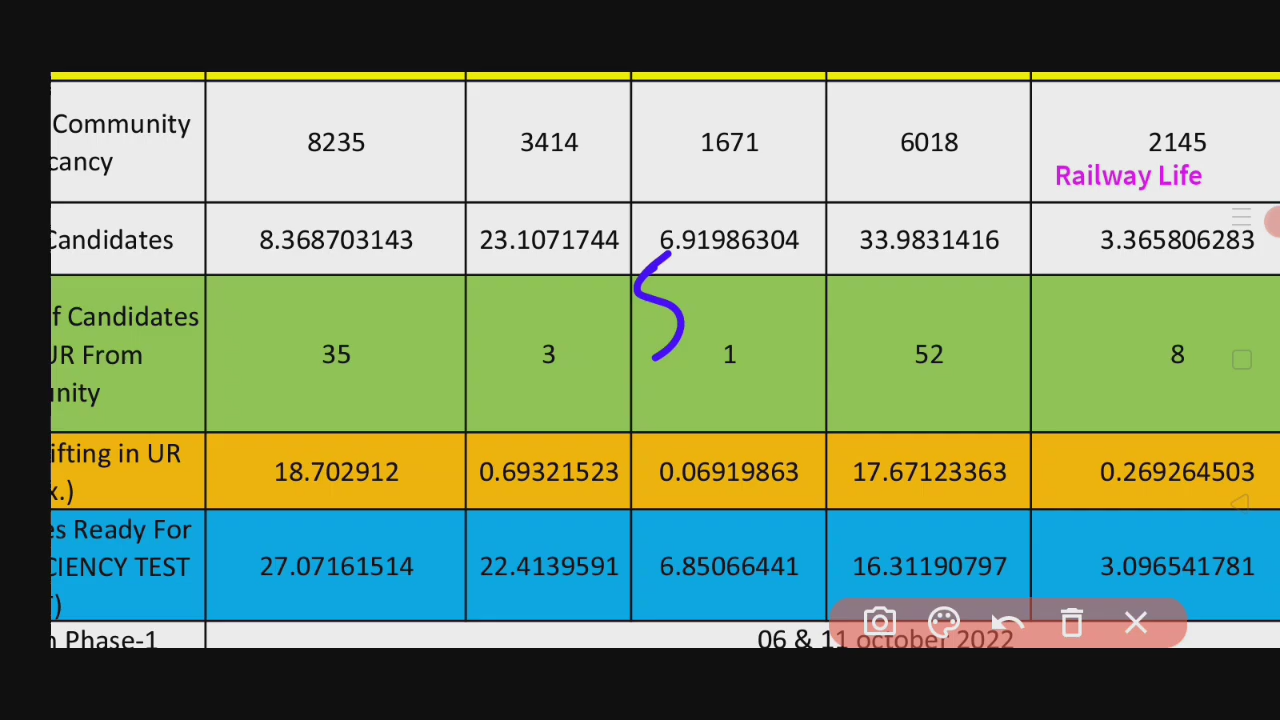 Community
cancy 8235 3414 1671 6018 2145
Railway Life
Candidates 8.368703143 23.1071744 6.91986304 33.9831416 3.365806283
f Candidates
UR From 35 3 1 52 8
unity
ifting in UR
x.) 18.702912 0.69321523 0.06919863 17.67123363 0.269264503
es Ready For
CIENCY TEST 27.07161514 22.4139591 6.85066441 16.31190797 3.096541781
T)
n Phase-1 06 & 11 october 2022